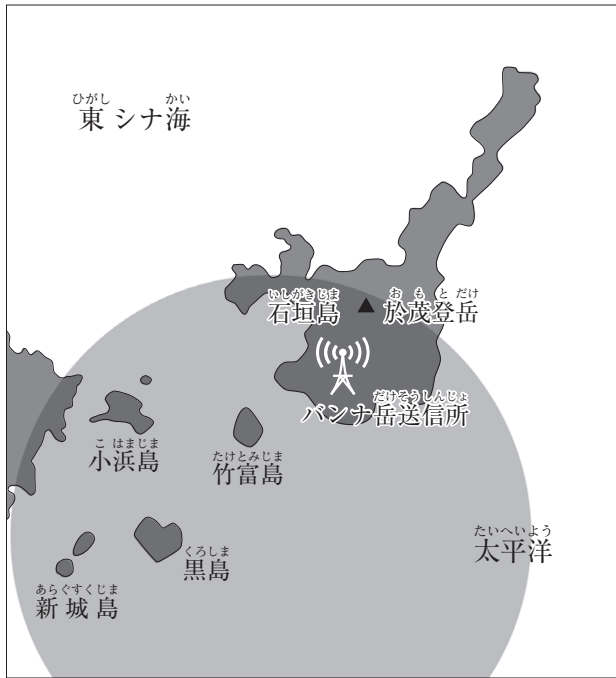 ひがし かい
東シナ海
いしがきじま
石垣島
お も と だけ
於茂登岳
だけそうしんじょ
バンナ岳送信所
こ はまじま
小浜島
たけとみじま
竹富島
たいへいよう
太平洋
くろしま
黒島
あらぐすくじま
新城島